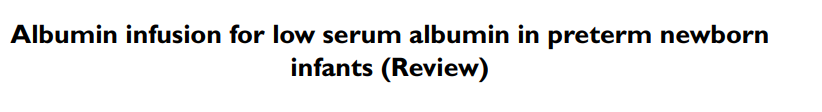 Albumin infusion for low serum albumin in preterm newborn
infants (Review)